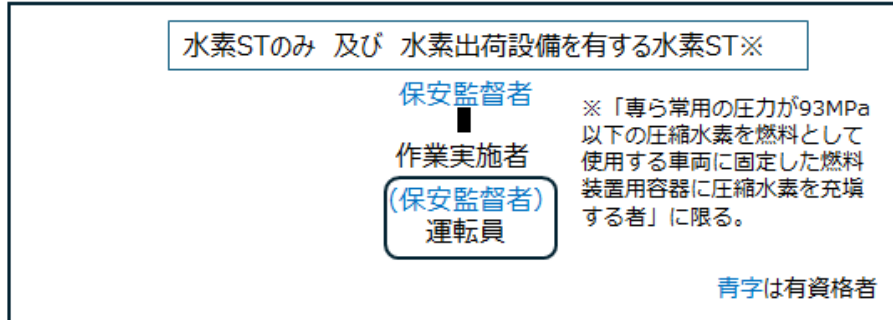 水素STのみ 及び 水素出荷設備を有する水素ST※
保安監督者
作業実施者
(保安監督者)
運転員
※「専ら常用の圧力が93MPa
以下の圧縮水素を燃料として
使用する車両に固定した燃料
装置用容器に圧縮水素を充塡
する者」に限る。
青字は有資格者